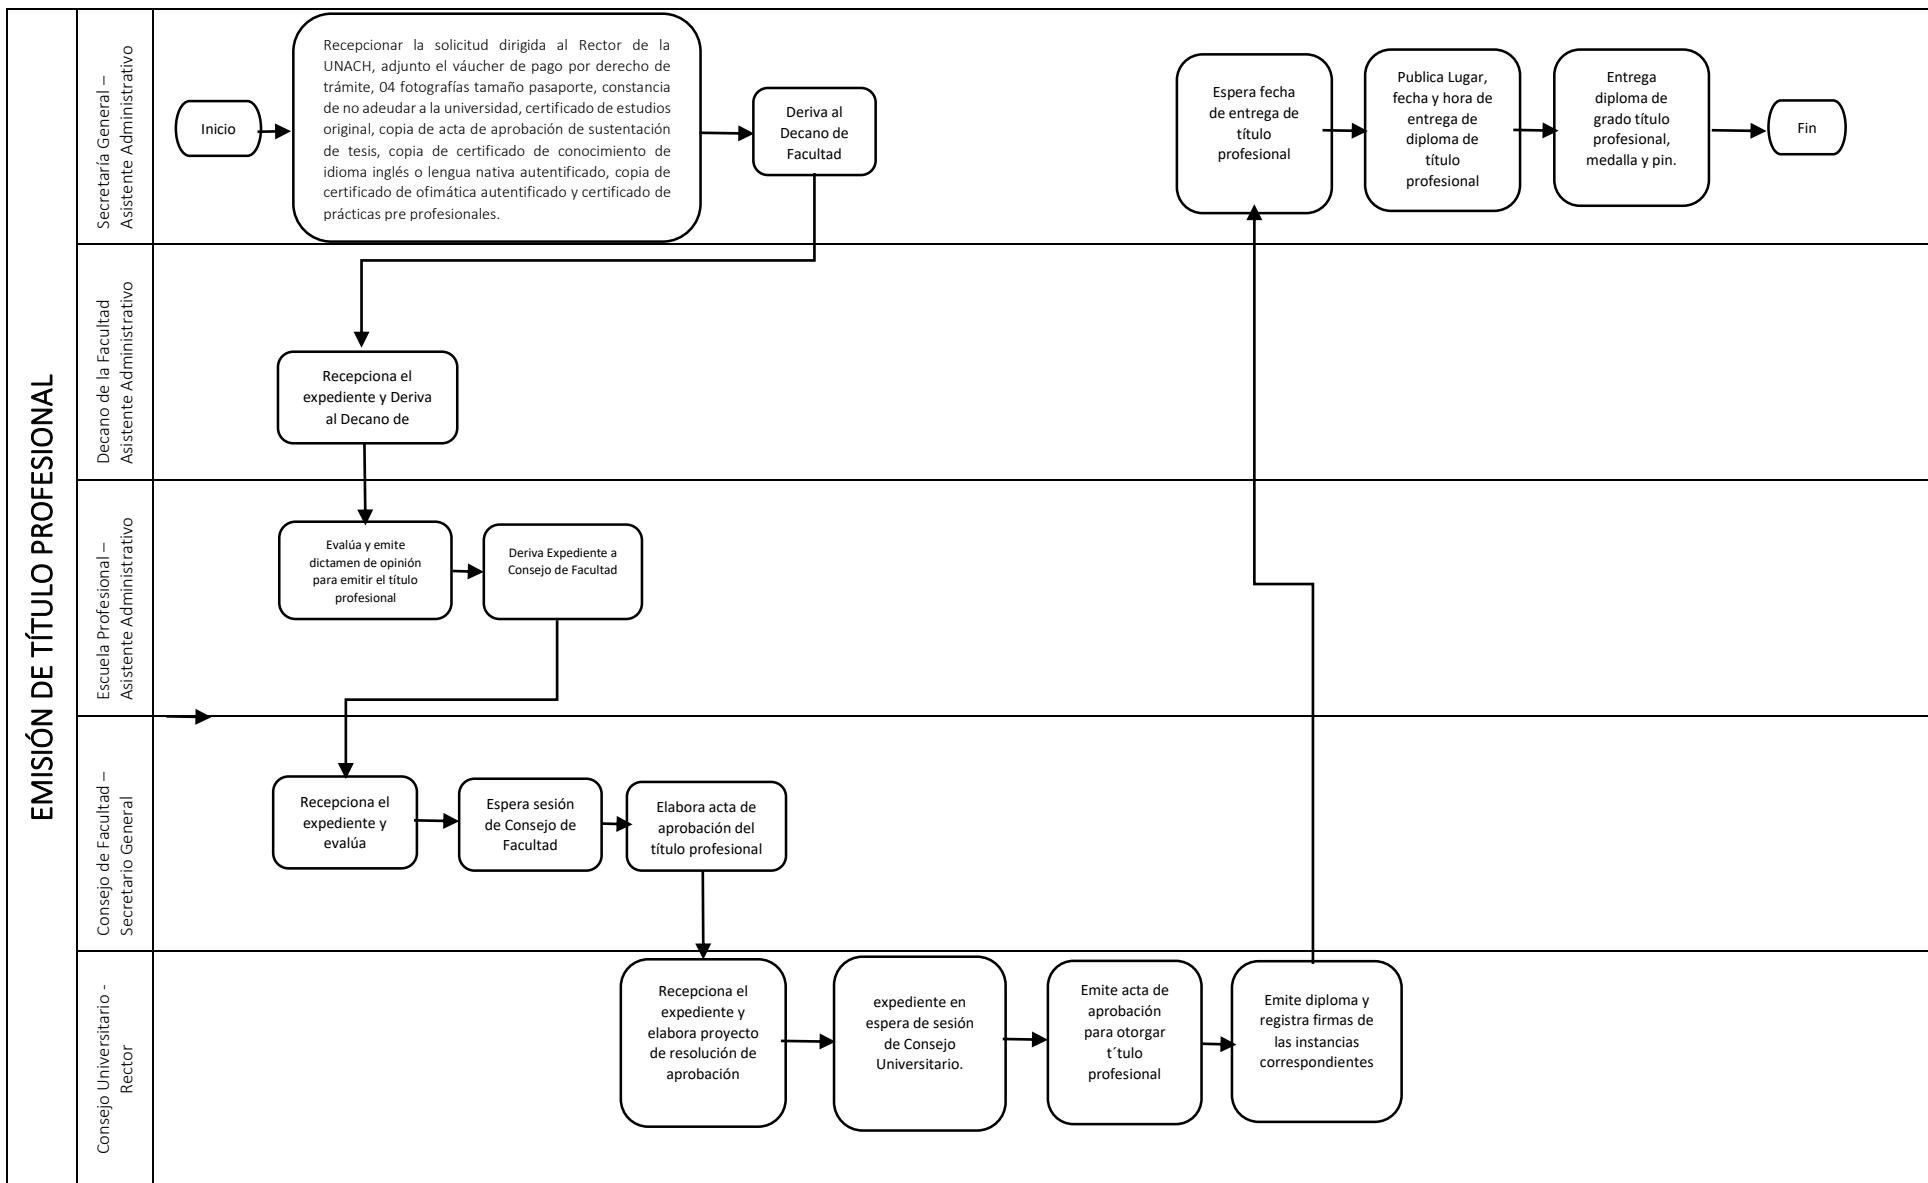 EMISIÓN DE TÍTULO PROFESIONAL
Secretaría General –
Asistente Administrativo
Inicio
Recepcionar la solicitud dirigida al Rector de la
UNACH, adjunto el váucher de pago por derecho de
trámite, 04 fotografías tamaño pasaporte, constancia
de no adeudar a la universidad, certificado de estudios
original, copia de acta de aprobación de sustentación
de tesis, copia de certificado de conocimiento de
idioma inglés o lengua nativa autentificado, copia de
certificado de ofimática autentificado y certificado de
prácticas pre profesionales.
Deriva al
Decano de
Facultad
Espera fecha
de entrega de
título
profesional
Publica Lugar,
fecha y hora de
entrega de
diploma de
título
profesional
Entrega
diploma de
grado título
profesional,
medalla y pin.
Fin
Decano de la Facultad
Asistente Administrativo
Recepciona el
expediente y Deriva
al Decano de
Escuela Profesional –
Asistente Administrativo
Evalúa y emite
dictamen de opinión
para emitir el título
profesional
Deriva Expediente a
Consejo de Facultad
Consejo de Facultad –
Secretario General
Recepciona el
expediente y
evalúa
Espera sesión
de Consejo de
Facultad
Elabora acta de
aprobación del
título profesional
Consejo Universitario -
Rector
Recepciona el
expediente y
elabora proyecto
de resolución de
aprobación
expediente en
espera de sesión
de Consejo
Universitario.
Emite acta de
aprobación
para otorgar
t´tulo
profesional
Emite diploma y
registra firmas de
las instancias
correspondientes